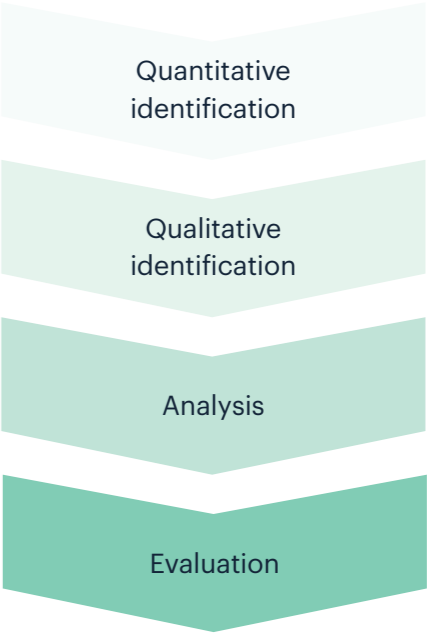 Quantitative
identification
Qualitative
identification
Analysis
Evaluation